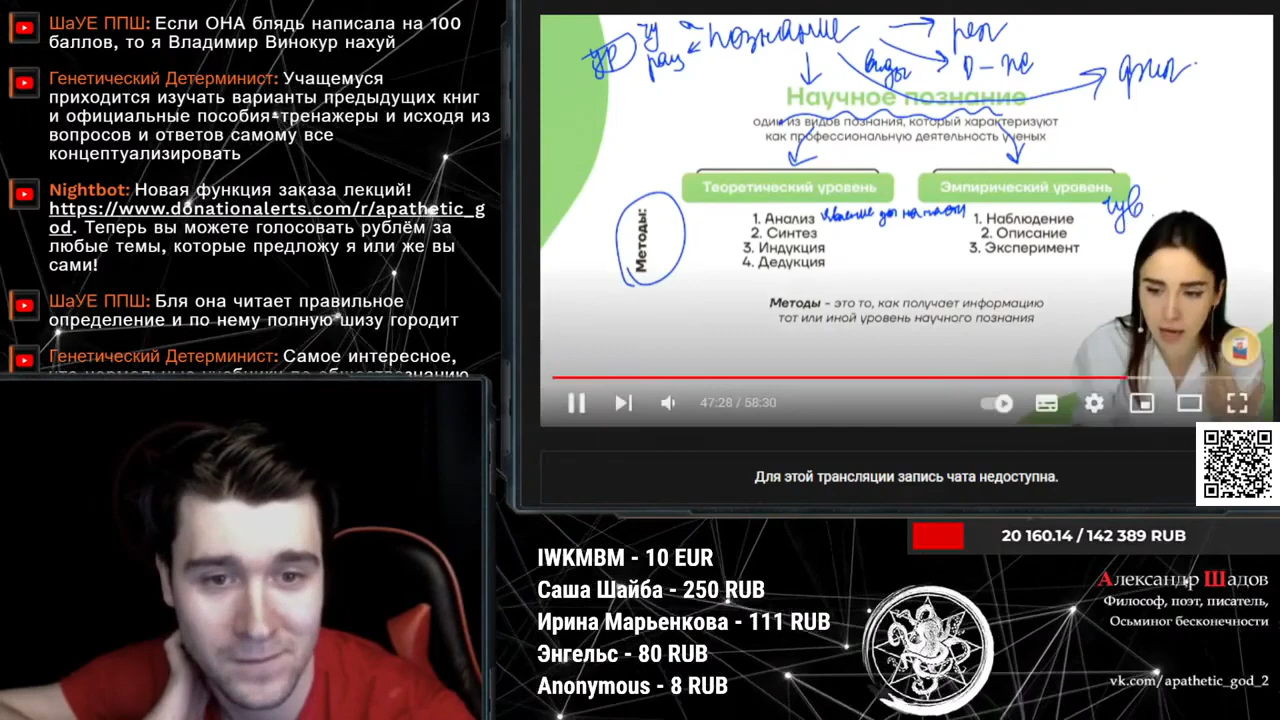 ШаУЕ ППШ: Если ОНА блядь написала на 100
баллов, то я Владимир Винокур нахуй
Генетический Детерминист: Учащемуся
приходится изучать варианты предыдущих книг
и официальные пособия-тренажеры и исходя из
вопросов и ответов самому все
концептуализировать
Nightbot: Новая функция заказа лекций!
https://www.donationalerts.com/r/apathetic_g
od. Теперь вы можете голосовать рублём за
любые темы, которые предложу я или же вы
сами!
ШаУЕ ППШ: Бля она читает правильное
определение и по нему полную шизу городит
Генетический Детерминист: Самое интересное,
познание
виды
Научное познание
один из видов познания, который характеризуют
как профессиональную деятельность ученых
Теоретический уровень
Эмпирический уровень
Методы:
1. Анализ
2. Синтез
3. Индукция
4. Дедукция
1. Наблюдение
2. Описание
3. Эксперимент
чув
Методы - это то, как получает информацию
тот или иной уровень научного познания
47:28 / 58:30
Для этой трансляции запись чата недоступна.
20 160.14 / 142 389 RUB
IWKMBM - 10 EUR
Саша Шайба - 250 RUB
Ирина Марьенкова - 111 RUB
Энгельс - 80 RUB
Anonymous - 8 RUB
Александр Шадов
Философ, поэт, писатель,
Осьминог бесконечности
vk.com/apathetic_god_2